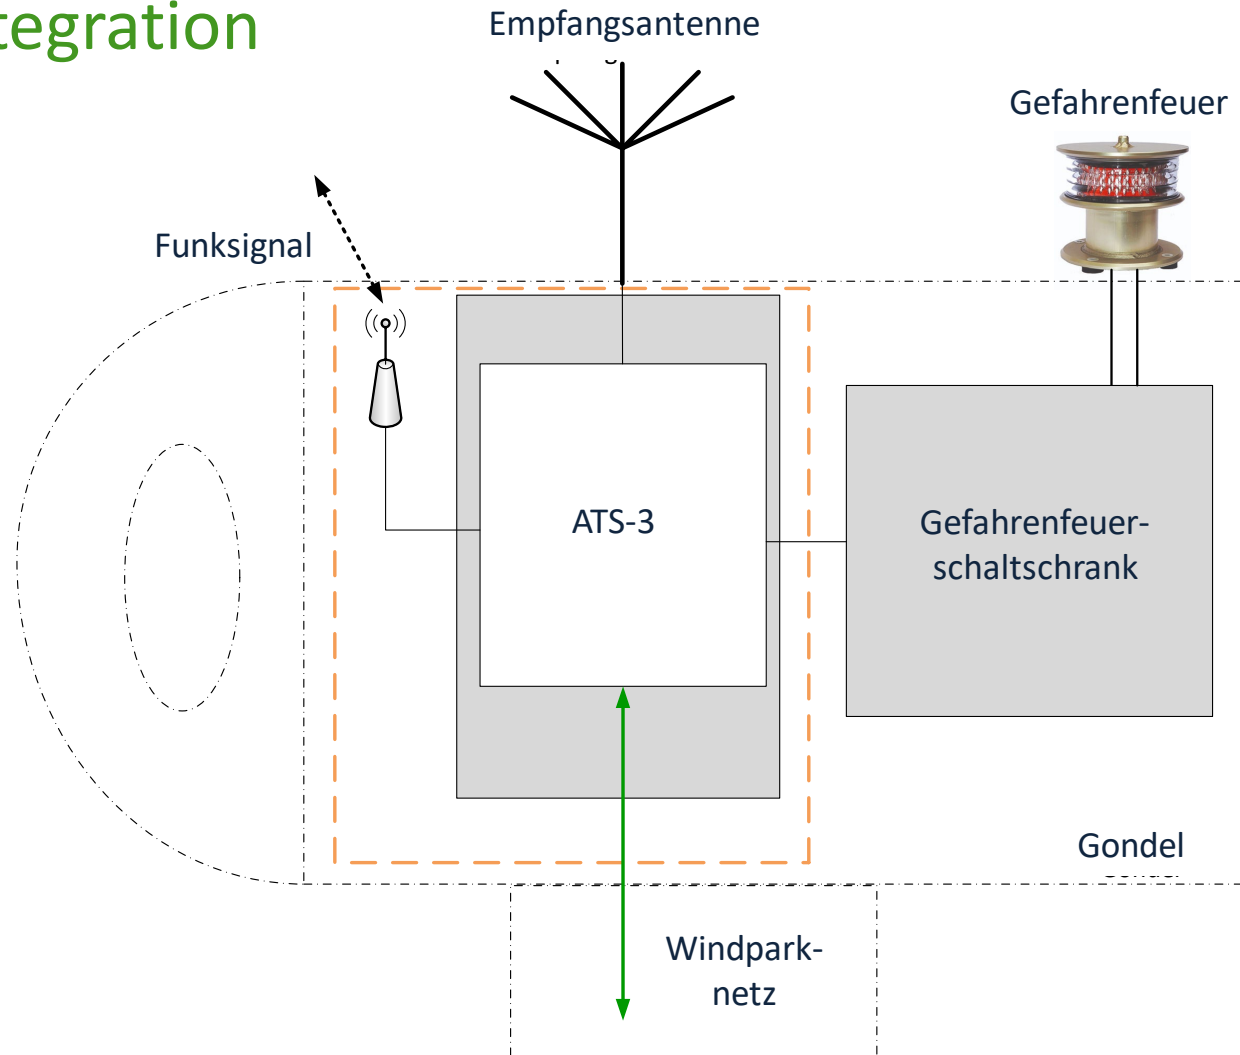 tegration
Empfangsantenne
Gefahrenfeuer
Funksignal
ATS-3
Gefahrenfeuer-
schaltschrank
Gondel
Windpark-
netz